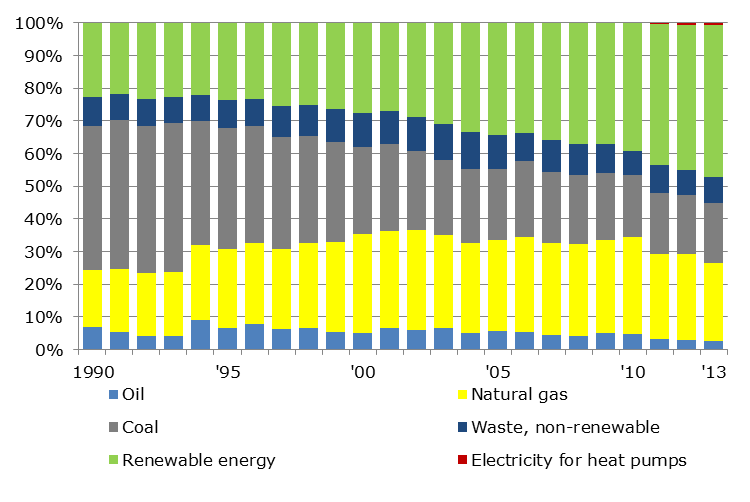 100%
90%
80%
70%
60%
50%
40%
30%
20%
10%
0%
1990 '95 '00 '05 '10 '13
Oil Natural gas
Coal Waste, non-renewable
Renewable energy Electricity for heat pumps